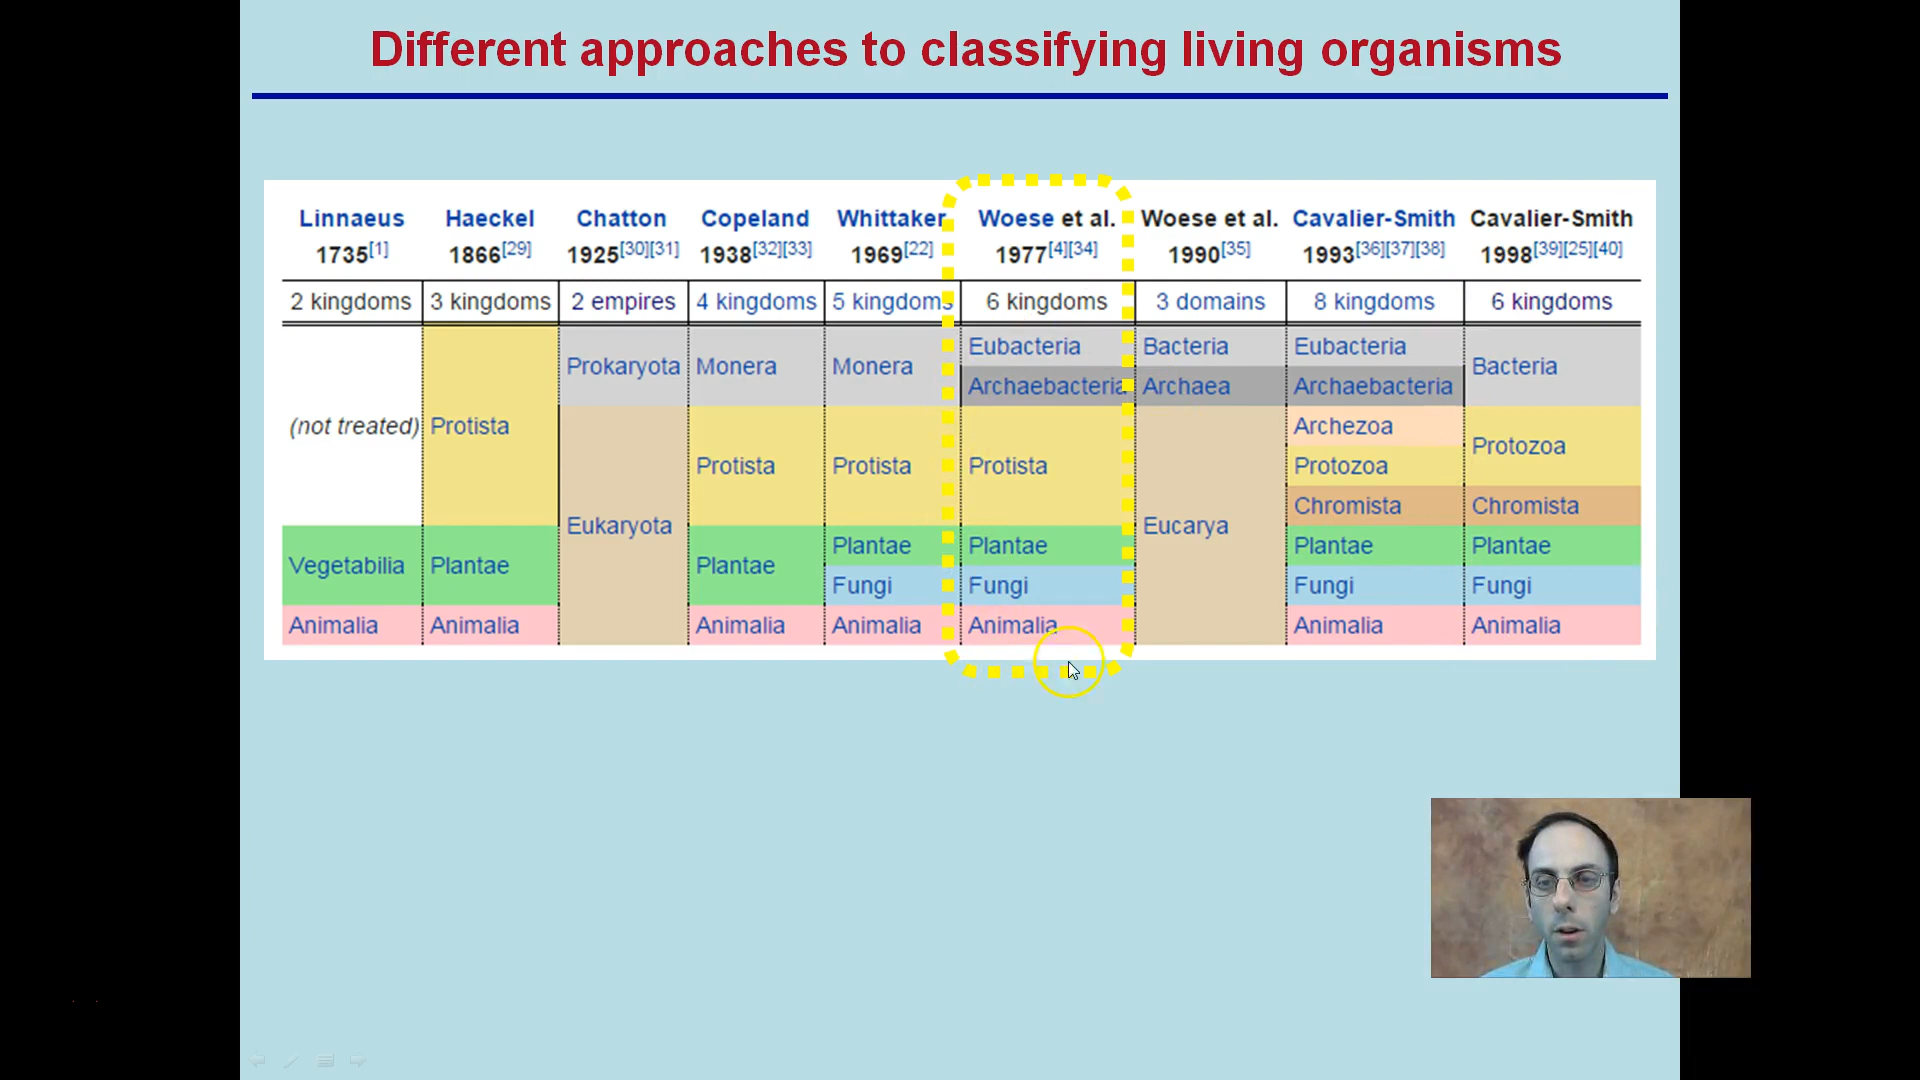 Different approaches to classifying living organisms
Linnaeus Haeckel Chatton Copeland Whittaker Woese et al. Woese et al. Cavalier-Smith Cavalier-Smith
1735[1] 1866[29] 1925[30][31] 1938[32][33] 1969[22] 1977[4][34] 1990[35] 1993[36][37][38] 1998[39][25][40]
2 kingdoms 3 kingdoms 2 empires 4 kingdoms 5 kingdoms 6 kingdoms 3 domains 8 kingdoms 6 kingdoms
Eubacteria Bacteria Eubacteria
Prokaryota Monera Monera Bacteria
Archaebacteria Archaea Archaebacteria
(not treated) Protista Archezoa
Protozoa
Protista Protista Protista Protozoa
Chromista Chromista
Eukaryota Eucarya
Plantae Plantae Plantae Plantae
Vegetabilia Plantae Plantae
Fungi Fungi Fungi Fungi
Animalia Animalia Animalia Animalia Animalia Animalia Animalia